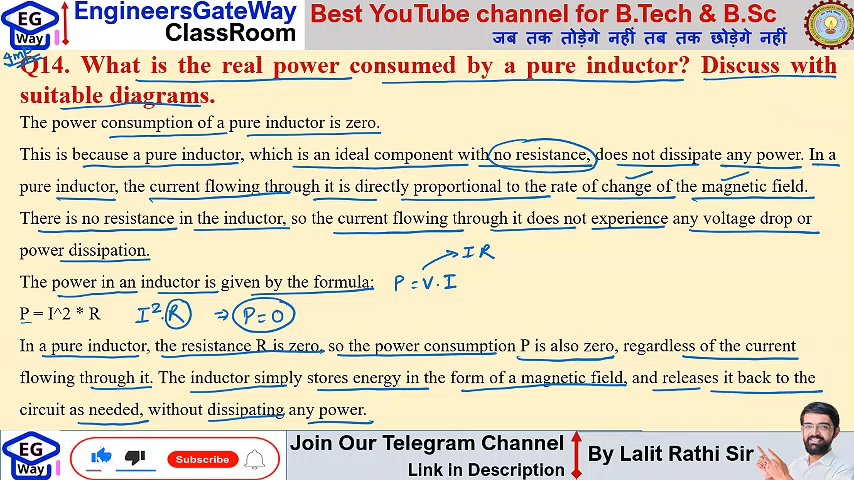 EG
Way
EngineersGateWay
ClassRoom
Best YouTube channel for B.Tech & B.Sc
जब तक तोड़ेगे नहीं तब तक छोड़ेगे नहीं
Imp
Q14. What is the real power consumed by a pure inductor? Discuss with
suitable diagrams.
The power consumption of a pure inductor is zero.
This is because a pure inductor, which is an ideal component with no resistance, does not dissipate any power. In a
pure inductor, the current flowing through it is directly proportional to the rate of change of the magnetic field.
There is no resistance in the inductor, so the current flowing through it does not experience any voltage drop or
power dissipation.
IR
The power in an inductor is given by the formula: P = V.I
P = I^2 * R I².R ⇒ P=0
In a pure inductor, the resistance R is zero, so the power consumption P is also zero, regardless of the current
flowing through it. The inductor simply stores energy in the form of a magnetic field, and releases it back to the
circuit as needed, without dissipating any power.
EG
Way
Subscribe
Join Our Telegram Channel
Link in Description
By Lalit Rathi Sir